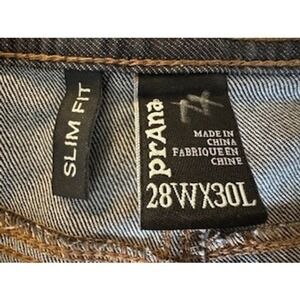 SLIM FIT
prAna
MADE IN
CHINA
FABRIQUE EN
CHINE
28WX30L